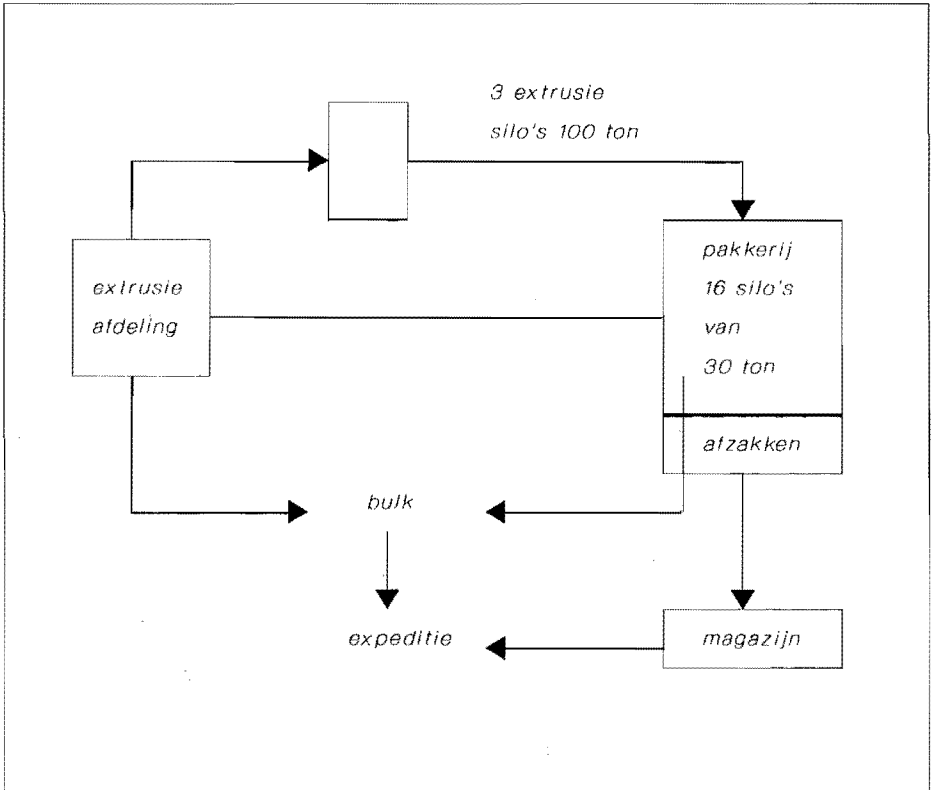 3 extrusie
silo's 100 ton
extrusie
afdeling
pakkerij
16 silo's
van
30 ton
afzakken
bulk
expeditie
magazijn